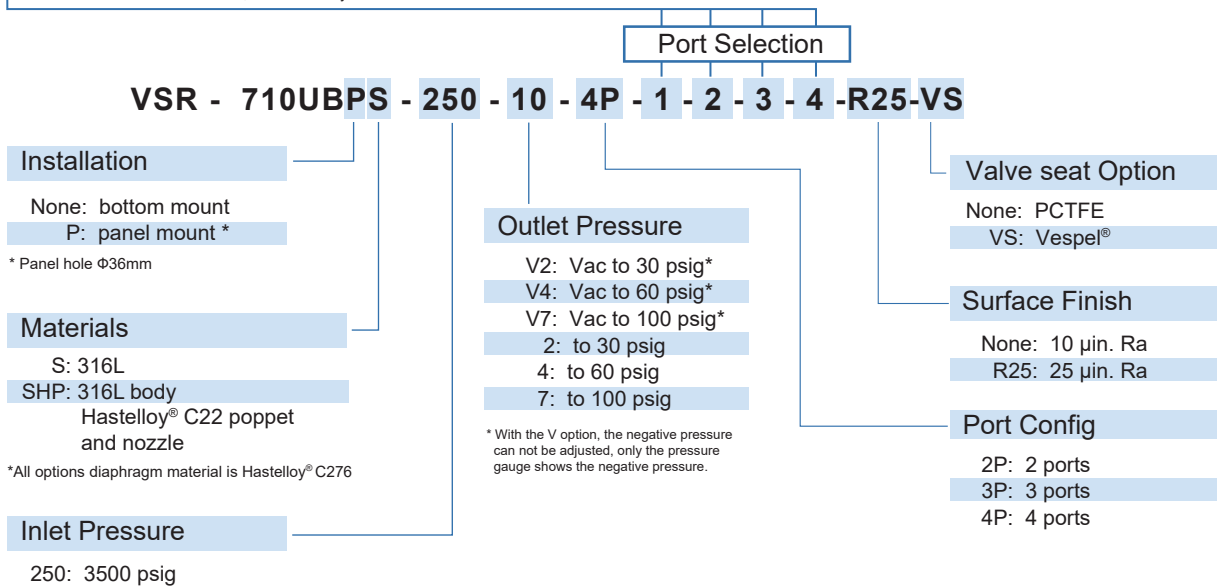 Port Selection
VSR - 710UBPS - 250 - 10 - 4P - 1 - 2 - 3 - 4 -R25-VS
Installation
None: bottom mount
P: panel mount *
* Panel hole Φ36mm
Materials
S: 316L
SHP: 316L body
Hastelloy® C22 poppet
and nozzle
*All options diaphragm material is Hastelloy® C276
Inlet Pressure
250: 3500 psig
Outlet Pressure
V2: Vac to 30 psig*
V4: Vac to 60 psig*
V7: Vac to 100 psig*
2: to 30 psig
4: to 60 psig
7: to 100 psig
* With the V option, the negative pressure
can not be adjusted, only the pressure
gauge shows the negative pressure.
Valve seat Option
None: PCTFE
VS: Vespel®
Surface Finish
None: 10 µin. Ra
R25: 25 µin. Ra
Port Config
2P: 2 ports
3P: 3 ports
4P: 4 ports